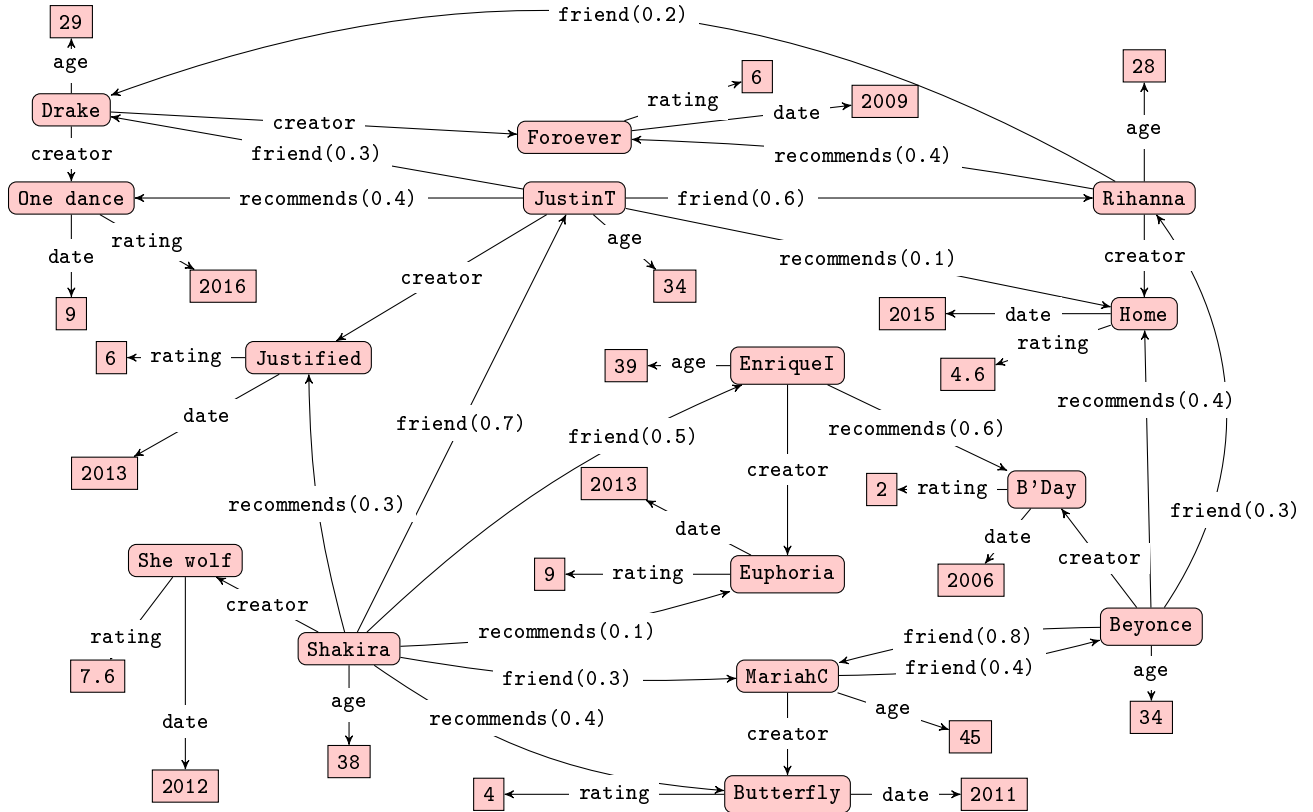 friend(0.2)
29
age
28
6
rating
2009
date
Drake
creator
Foroever
age
creator
friend(0.3)
recommends(0.4)
One dance
recommends(0.4)
JustinT
friend(0.6)
Rihanna
rating
age
date
creator
recommends(0.1)
creator
2016
34
9
2015
date
Home
rating
6
rating
Justified
39
age
EnriqueI
4.6
date
friend(0.7)
friend(0.5)
recommends(0.6)
recommends(0.4)
2013
creator
2013
2
rating
B'Day
recommends(0.3)
friend(0.3)
date
date
She wolf
creator
9
rating
Euphoria
2006
creator
rating
recommends(0.1)
Beyonce
Shakira
friend(0.8)
7.6
friend(0.3)
MariahC
friend(0.4)
age
age
date
recommends(0.4)
age
34
creator
45
38
2012
4
rating
Butterfly
date
2011